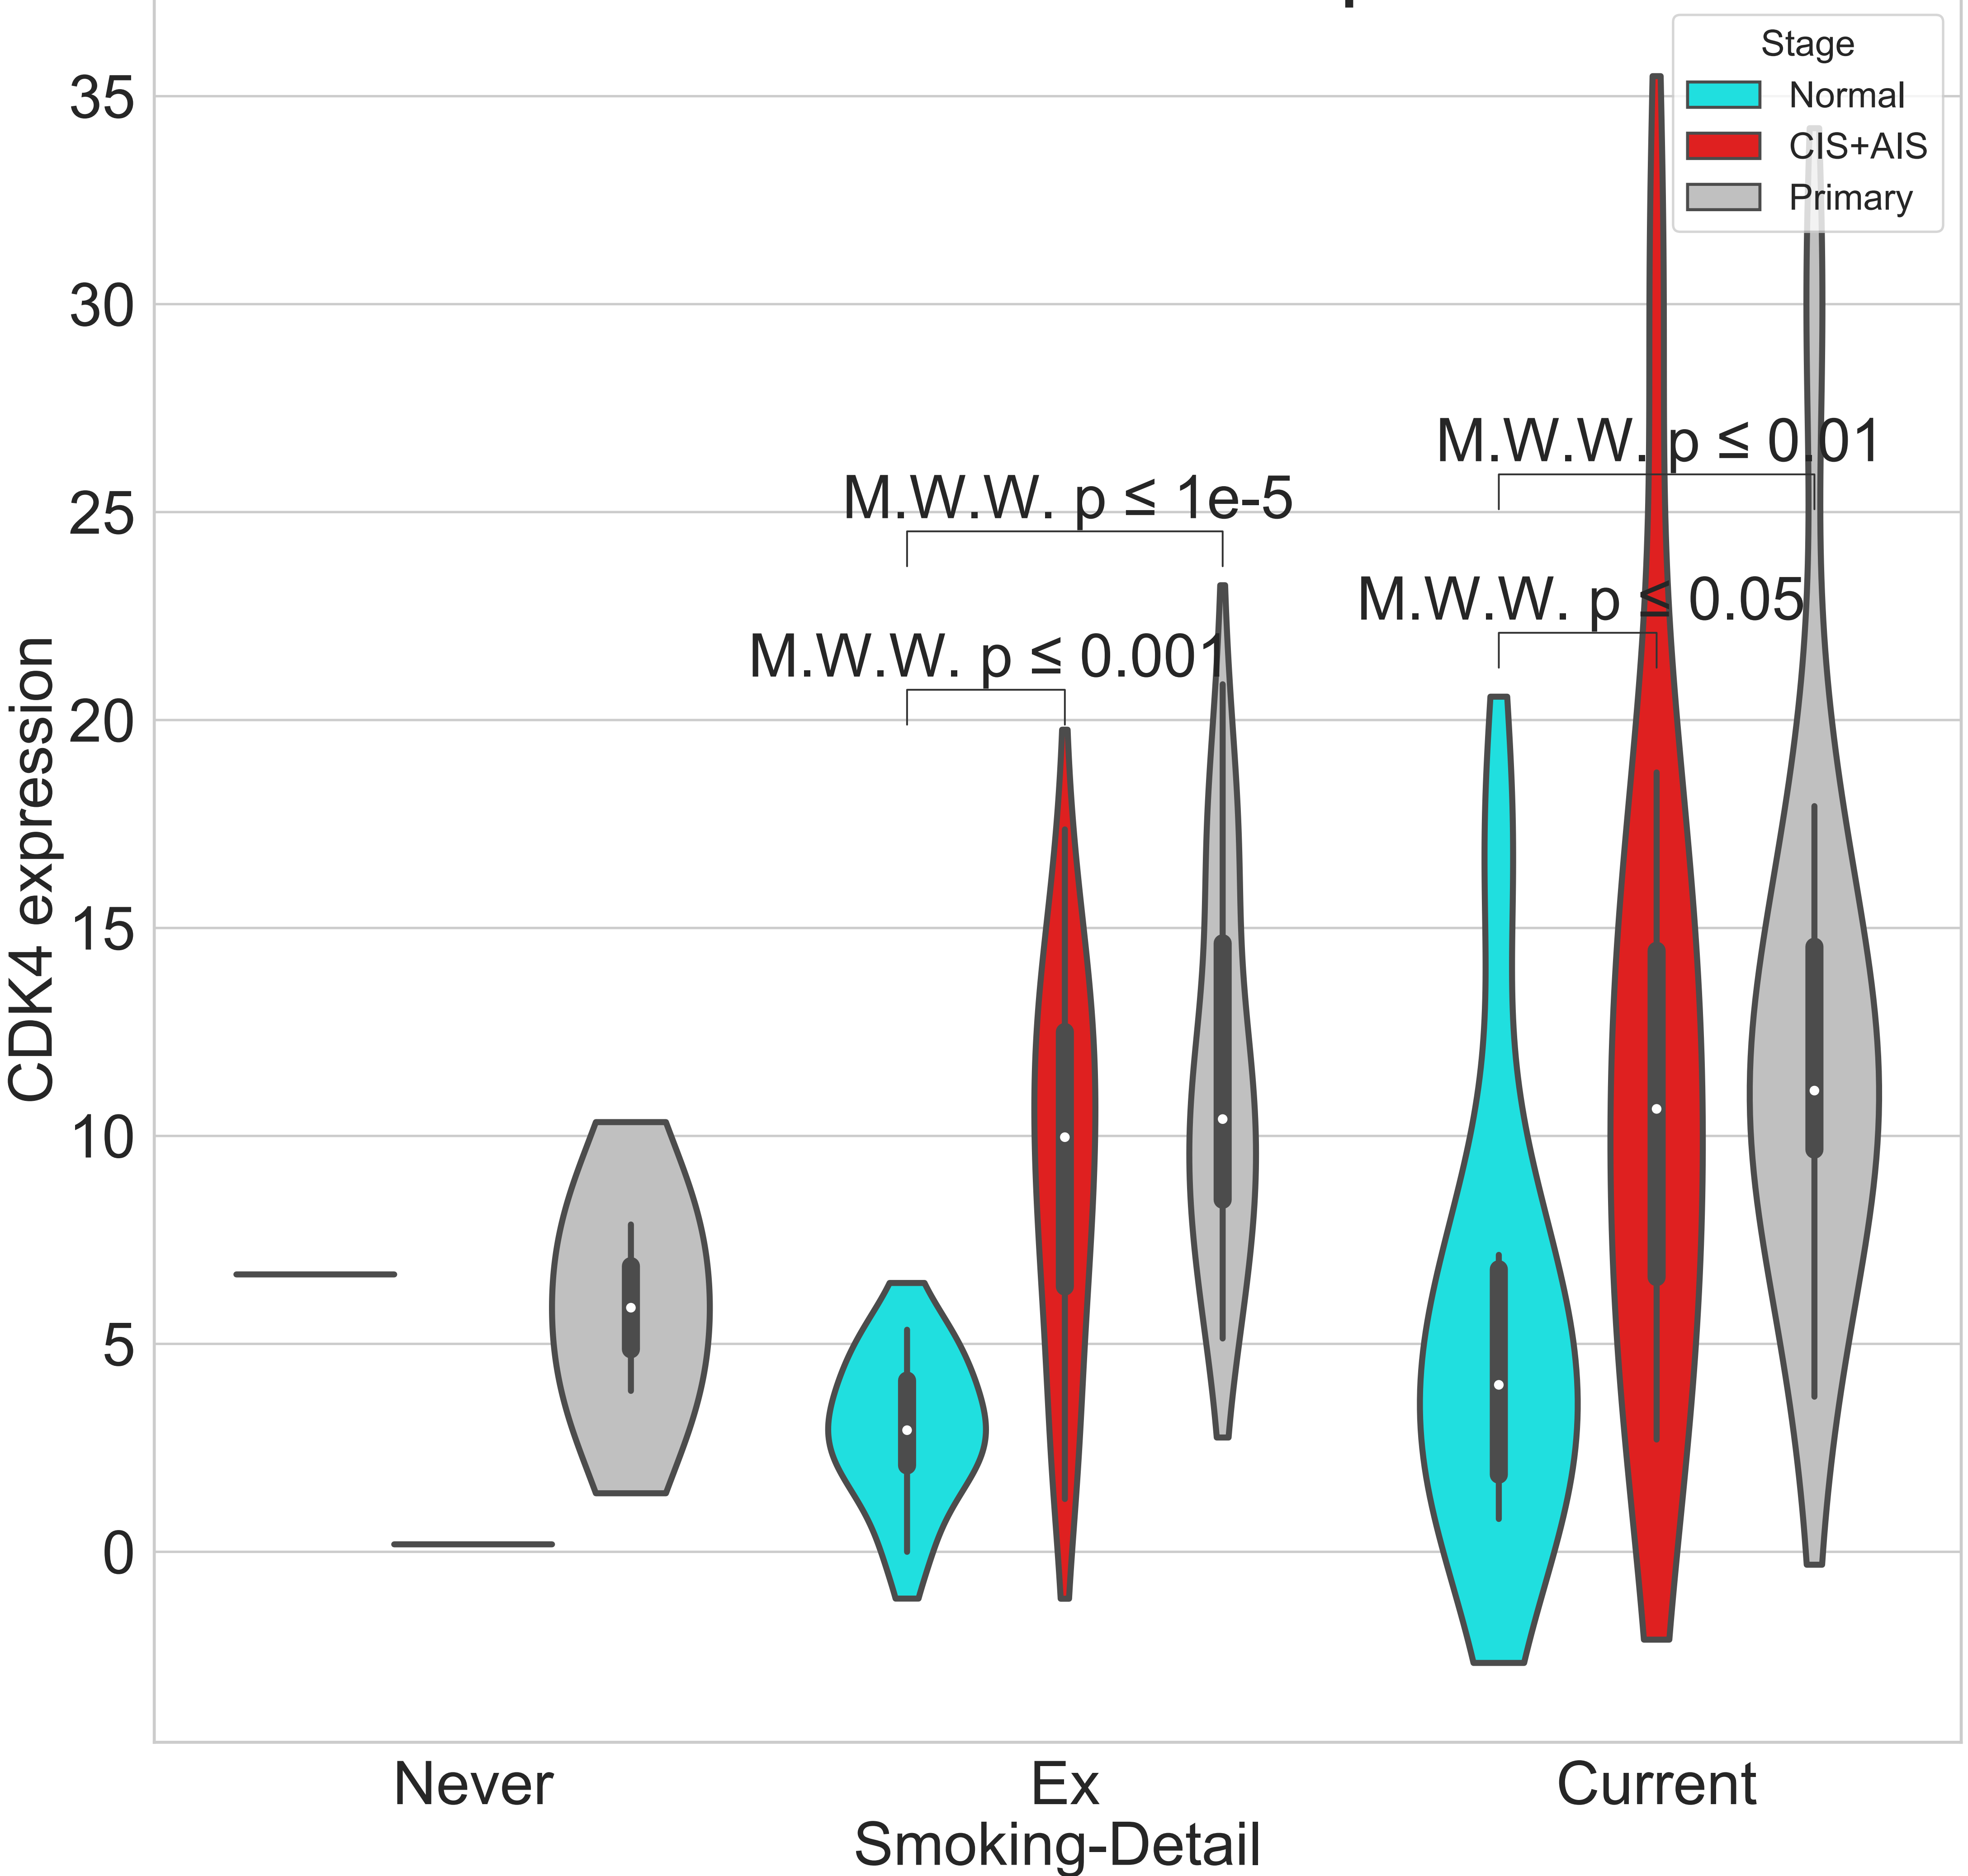 Stage
Normal
CIS+AIS
Primary
35
30
25
20
15
10
5
0
CDK4 expression
M.W.W. p ≤ 0.01
M.W.W. p ≤ 1e-5
M.W.W. p ≤ 0.05
M.W.W. p ≤ 0.001
Never
Ex
Current
Smoking-Detail